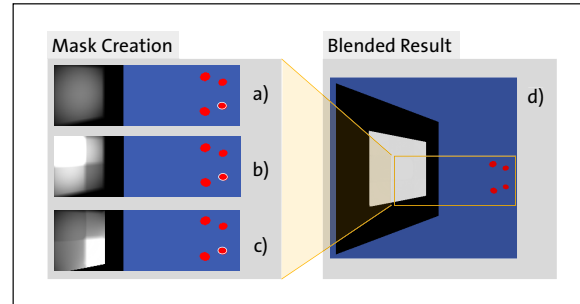 Mask Creation
Blended Result
a)
b)
c)
d)